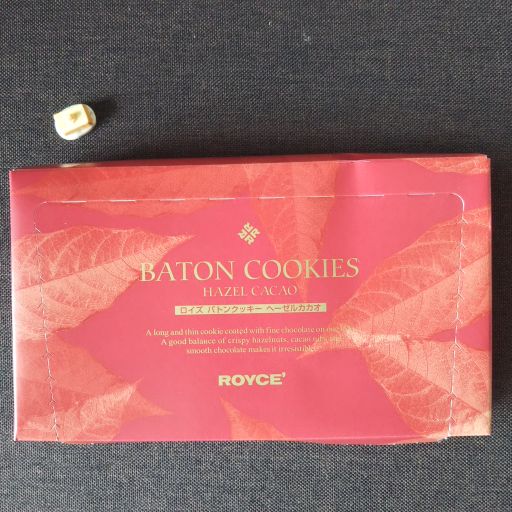 BATON COOKIES
HAZEL CACAO
ロイズ バトンクッキー ヘーゼルカカオ
A long and thin cookie coated with fine chocolate on one
A good balance of crispy hazelnuts, cacao nibs and
smooth chocolate makes it irresistible.
ROYCE'